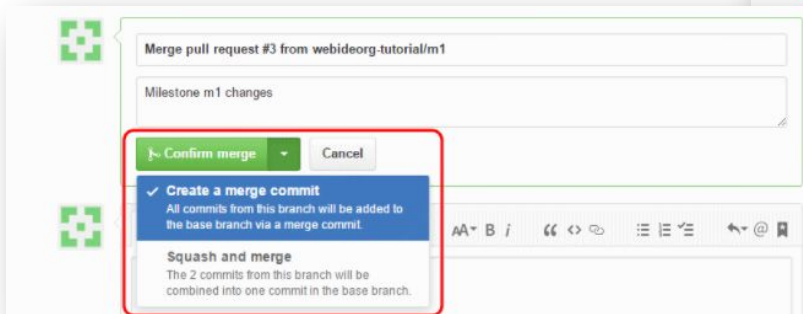 Merge pull request #3 from webideorg-tutorial/m1
Milestone m1 changes
Confirm merge
Cancel
Create a merge commit
All commits from this branch will be added to
the base branch via a merge commit.
AA B i
Squash and merge
The 2 commits from this branch will be
combined into one commit in the base branch.